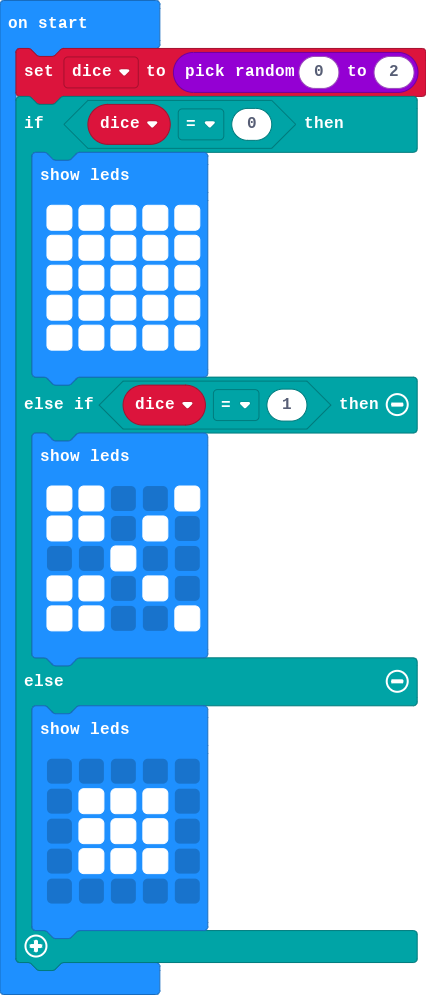 on start
set dice to pick random 0 to 2
if dice = 0 then
show leds
else if dice = 1 then
show leds
else
show leds